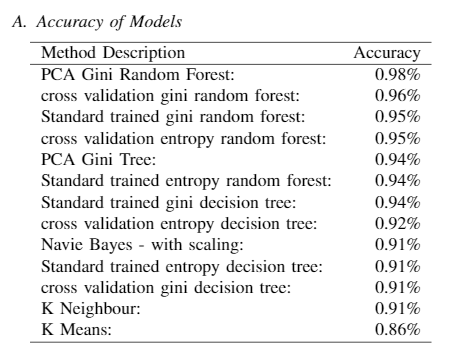 A. Accuracy of Models
Method Description Accuracy
PCA Gini Random Forest: 0.98%
cross validation gini random forest: 0.96%
Standard trained gini random forest: 0.95%
cross validation entropy random forest: 0.95%
PCA Gini Tree: 0.94%
Standard trained entropy random forest: 0.94%
Standard trained gini decision tree: 0.94%
cross validation entropy decision tree: 0.92%
Navie Bayes - with scaling: 0.91%
Standard trained entropy decision tree: 0.91%
cross validation gini decision tree: 0.91%
K Neighbour: 0.91%
K Means: 0.86%